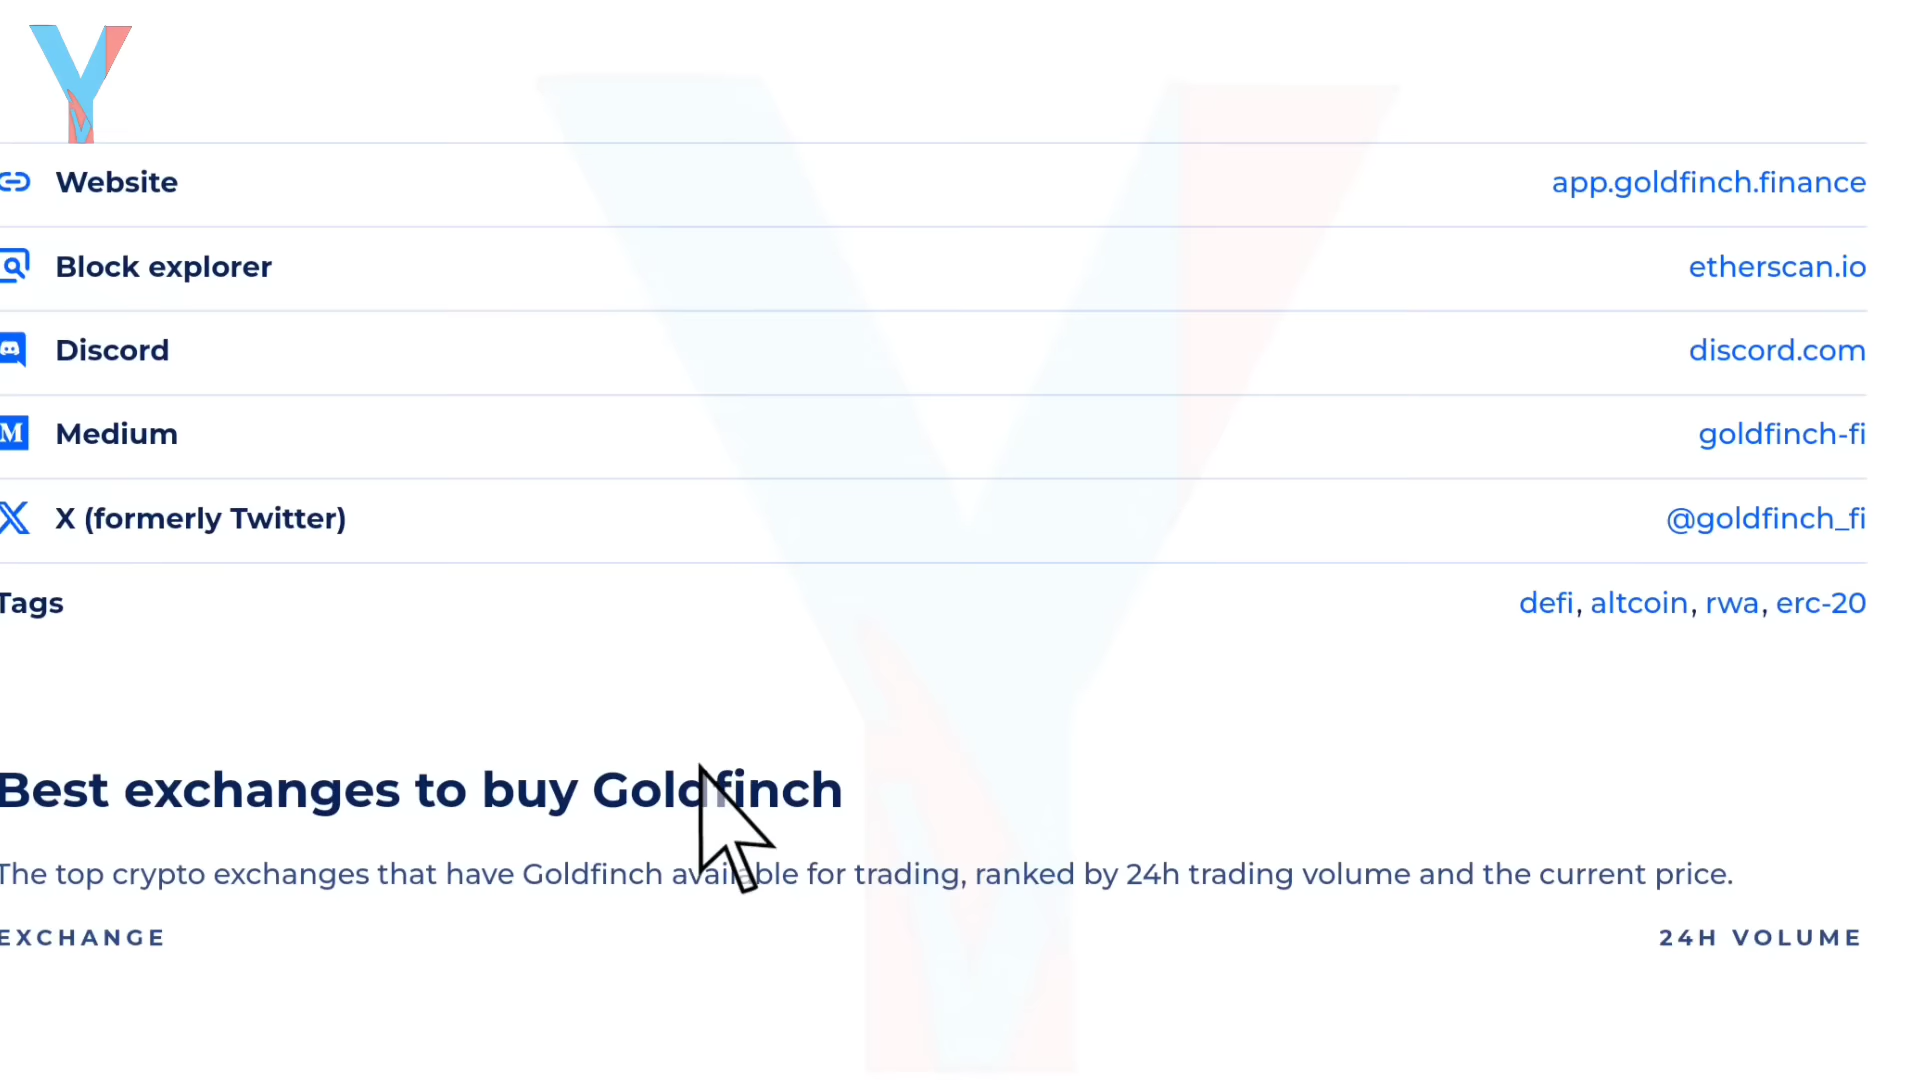 Website app.goldfinch.finance
Block explorer etherscan.io
Discord discord.com
Medium goldfinch-fi
X (formerly Twitter) @goldfinch_fi
Tags defi, altcoin, rwa, erc-20
Best exchanges to buy Goldfinch
The top crypto exchanges that have Goldfinch available for trading, ranked by 24h trading volume and the current price.
EXCHANGE 24H VOLUME